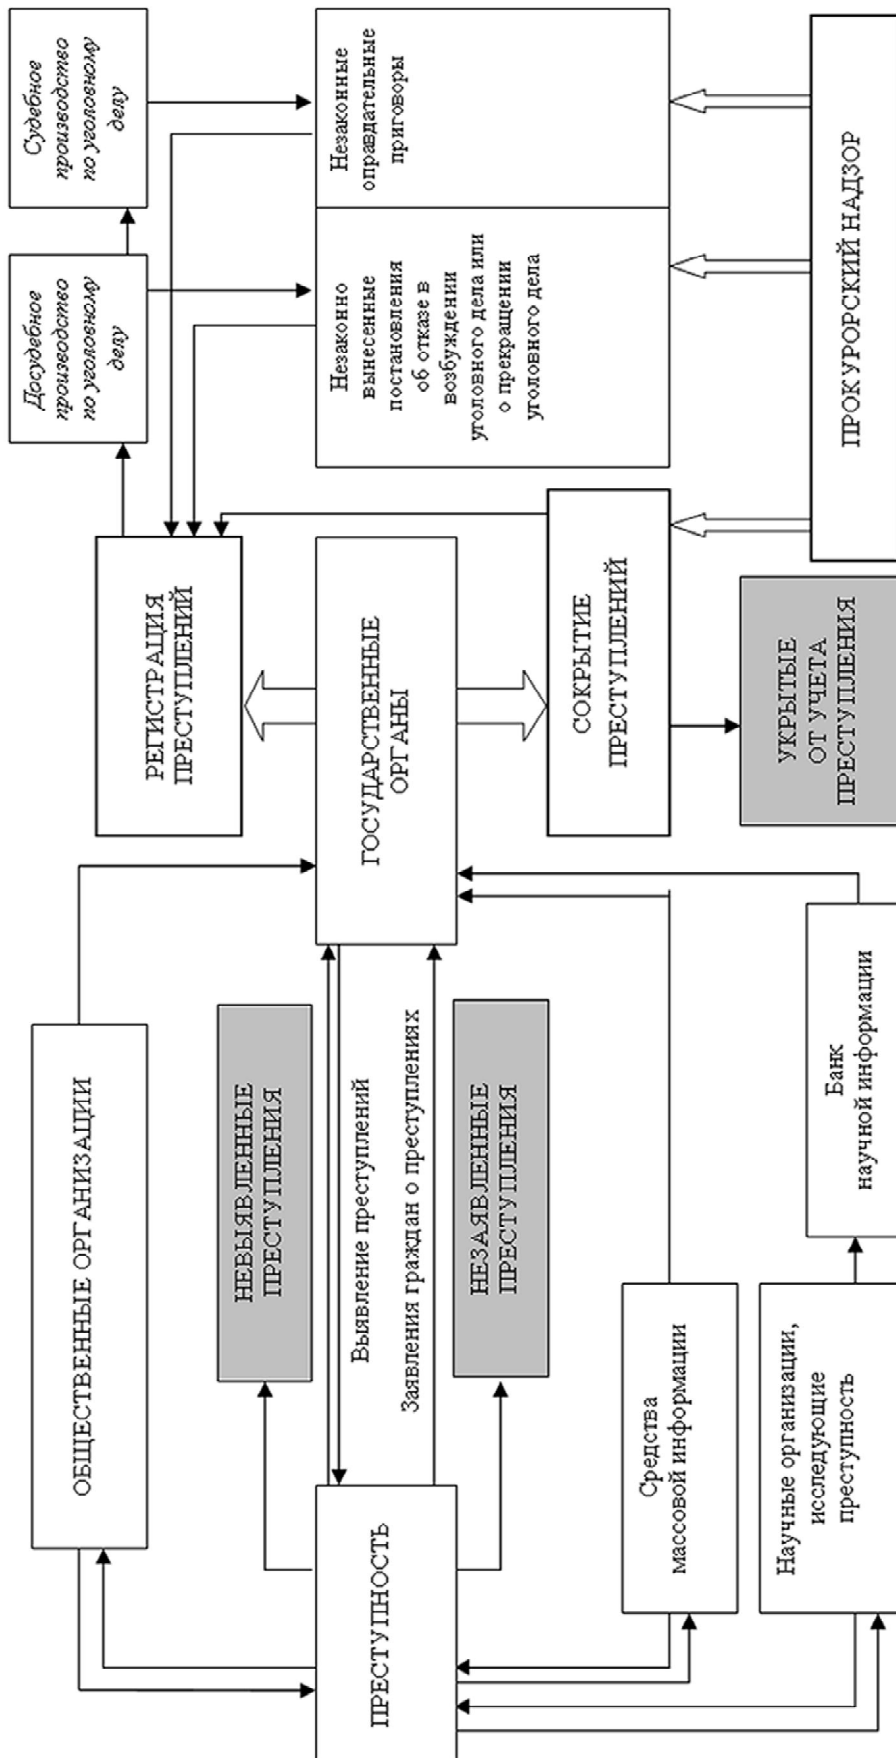 ОБЩЕСТВЕННЫЕ ОРГАНИЗАЦИИ
ПРЕСТУПНОСТЬ
НЕВЫЯВЛЕННЫЕ
ПРЕСТУПЛЕНИЯ
Выявление преступлений
Заявления граждан о преступлениях
НЕЗАЯВЛЕННЫЕ
ПРЕСТУПЛЕНИЯ
Средства
массовой информации
Научные организации,
исследующие
преступность
Банк
научной информации
РЕГИСТРАЦИЯ
ПРЕСТУПЛЕНИЙ
ГОСУДАРСТВЕННЫЕ
ОРГАНЫ
СОКРЫТИЕ
ПРЕСТУПЛЕНИЙ
УКРЫТЫЕ
ОТ УЧЕТА
ПРЕСТУПЛЕНИЯ
Досудебное
производство
по уголовному
делу
Судебное
производство
по уголовному
делу
Незаконно
вынесенные
постановления
об отказе в
возбуждении
уголовного дела или
о прекращении
уголовного дела
Незаконные
оправдательные
приговоры
ПРОКУРОРСКИЙ НАДЗОР